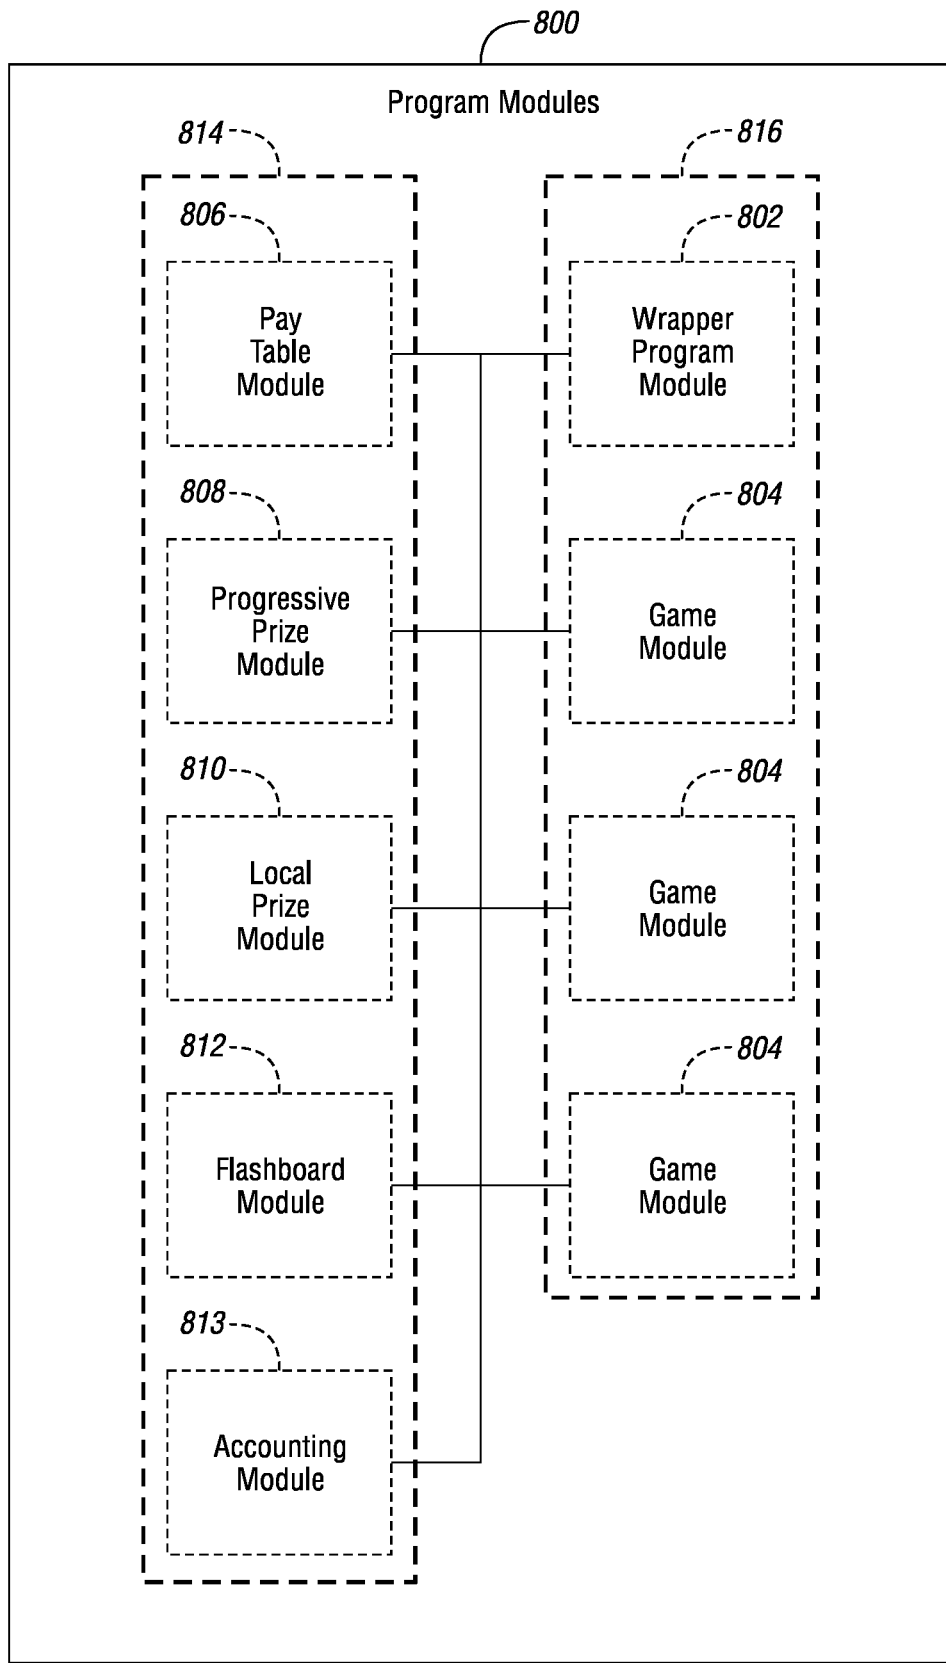 800
Program Modules
814
816
806
802
Pay
Table
Module
Wrapper
Program
Module
808
804
Progressive
Prize
Module
Game
Module
810
804
Local
Prize
Module
Game
Module
812
804
Flashboard
Module
Game
Module
813
Accounting
Module